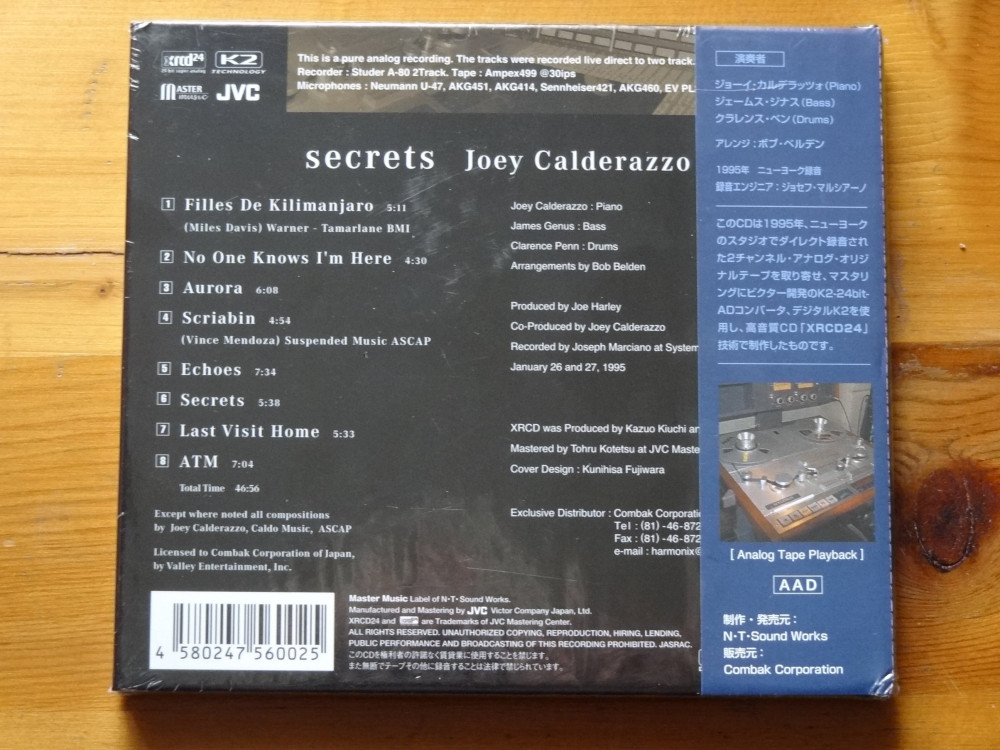 xrcd24
K2
TECHNOLOGY
MASTER
music
JVC
This is a pure analog recording. The tracks were recorded live direct to two track.
Recorder : Studer A-80 2Track. Tape : Ampex499 @30ips
Microphones : Neumann U-47, AKG451, AKG414, Sennheiser421, AKG460, EV PL
secrets Joey Calderazzo
1 Filles De Kilimanjaro 5:11
(Miles Davis) Warner - Tamarlane BMI
2 No One Knows I'm Here 4:30
3 Aurora 6:08
4 Scriabin 4:54
(Vince Mendoza) Suspended Music ASCAP
5 Echoes 7:34
6 Secrets 5:38
7 Last Visit Home 5:33
8 ATM 7:04
Total Time 46:56
Except where noted all compositions
by Joey Calderazzo, Caldo Music, ASCAP
Licensed to Combak Corporation of Japan,
by Valley Entertainment, Inc.
Joey Calderazzo : Piano
James Genus : Bass
Clarence Penn : Drums
Arrangements by Bob Belden
Produced by Joe Harley
Co-Produced by Joey Calderazzo
Recorded by Joseph Marciano at System
January 26 and 27, 1995
XRCD was Produced by Kazuo Kiuchi an
Mastered by Tohru Kotetsu at JVC Maste
Cover Design : Kunihisa Fujiwara
Exclusive Distributor : Combak Corporati
Tel : (81) -46-872
Fax : (81) -46-872
e-mail : harmonix@
4 580247 560025
Master Music Label of N・T・Sound Works.
Manufactured and Mastering by JVC Victor Company Japan, Ltd.
XRCD24 and are Trademarks of JVC Mastering Center.
ALL RIGHTS RESERVED. UNAUTHORIZED COPYING, REPRODUCTION, HIRING, LENDING,
PUBLIC PERFORMANCE AND BROADCASTING OF THIS RECORDING PROHIBITED. JASRAC.
このCDを権利者の許諾なく賃貸業に使用することを禁じます。
また無断でテープその他に録音することは法律で禁じられています。
演奏者
ジョーイ・カルデラッツォ(Piano)
ジェームス・ジナス(Bass)
クラレンス・ペン(Drums)
アレンジ：ボブ・ベルデン
1995年 ニューヨーク録音
録音エンジニア：ジョセフ・マルシアーノ
このCDは1995年、ニューヨーク
のスタジオでダイレクト録音され
た2チャンネル・アナログ・オリジ
ナルテープを取り寄せ、マスタリ
ングにビクター開発のK2-24bit-
ADコンバータ、デジタルK2を使
用し、高音質CD「XRCD24」
技術で制作したものです。
[ Analog Tape Playback ]
AAD
制作・発売元：
N・T・Sound Works
販売元：
Combak Corporation